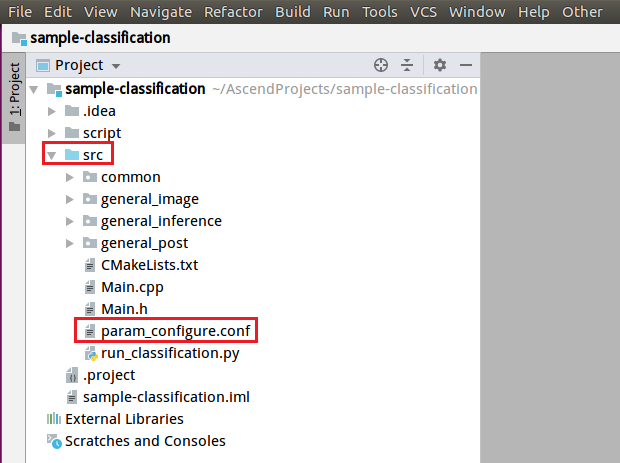 File Edit View Navigate Refactor Build Run Tools VCS Window Help Other
sample-classification
1: Project
Project
sample-classification ~/AscendProjects/sample-classification
.idea
script
src
common
general_image
general_inference
general_post
CMakeLists.txt
Main.cpp
Main.h
param_configure.conf
run_classification.py
.project
sample-classification.iml
External Libraries
Scratches and Consoles